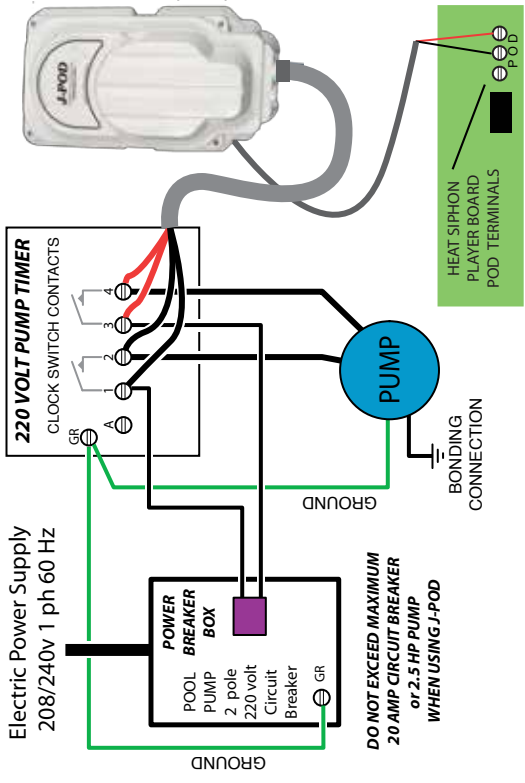 Electric Power Supply
208/240v 1 ph 60 Hz
POWER
BREAKER
BOX
POOL
PUMP
2 pole
220 volt
Circuit
Breaker
GR
GROUND
DO NOT EXCEED MAXIMUM
20 AMP CIRCUIT BREAKER
or 2.5 HP PUMP
WHEN USING J-POD
220 VOLT PUMP TIMER
CLOCK SWITCH CONTACTS
GR
A
1
2
3
4
GROUND
PUMP
BONDING
CONNECTION
J-POD
HEAT SIPHON
PLAYER BOARD
POD TERMINALS
P O D